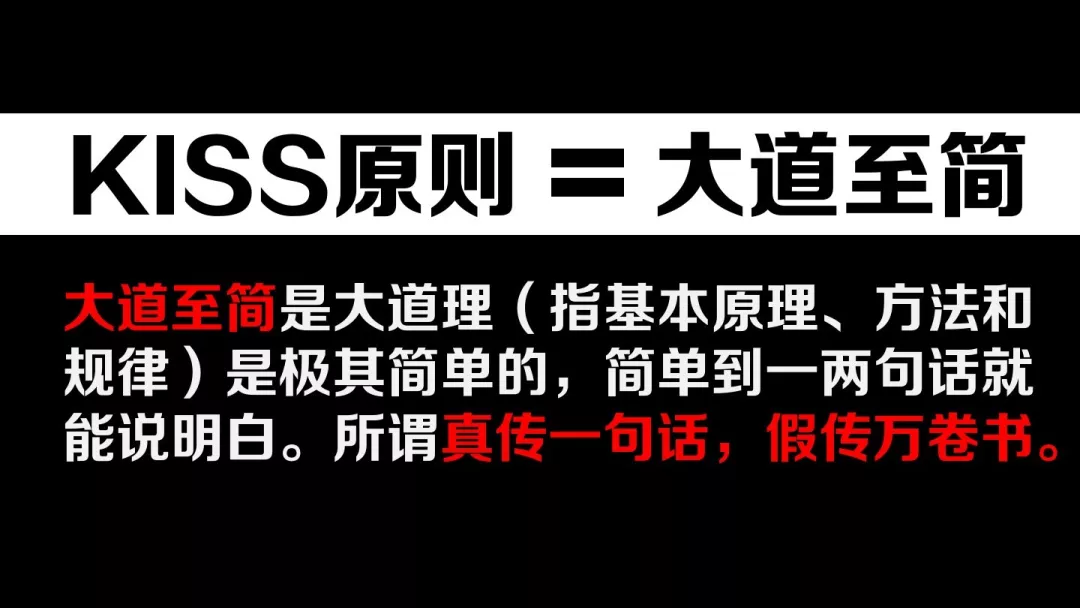 KISS原则 = 大道至简
大道至简是大道理（指基本原理、方法和
规律）是极其简单的，简单到一两句话就
能说明白。所谓真传一句话，假传万卷书。